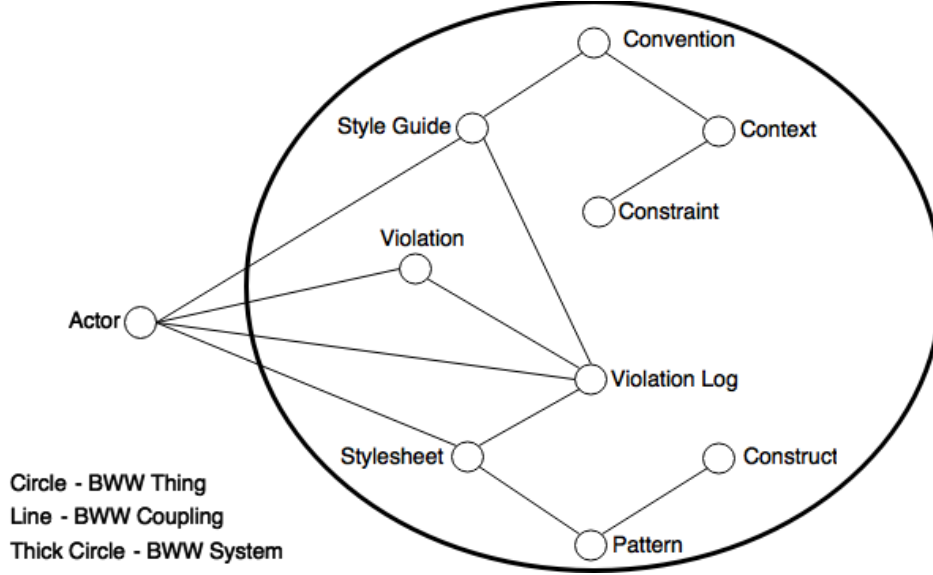 Convention
Style Guide
Context
Constraint
Violation
Actor
Violation Log
Stylesheet
Construct
Circle - BWW Thing
Line - BWW Coupling
Thick Circle - BWW System
Pattern